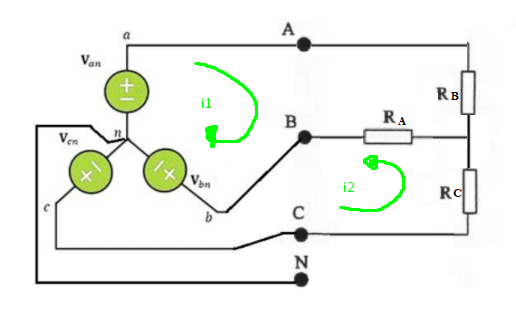 a
A
Van
+
−
i1
RB
B
RA
Vcn
n
Vbn
+
+
c
b
C
i2
RC
N